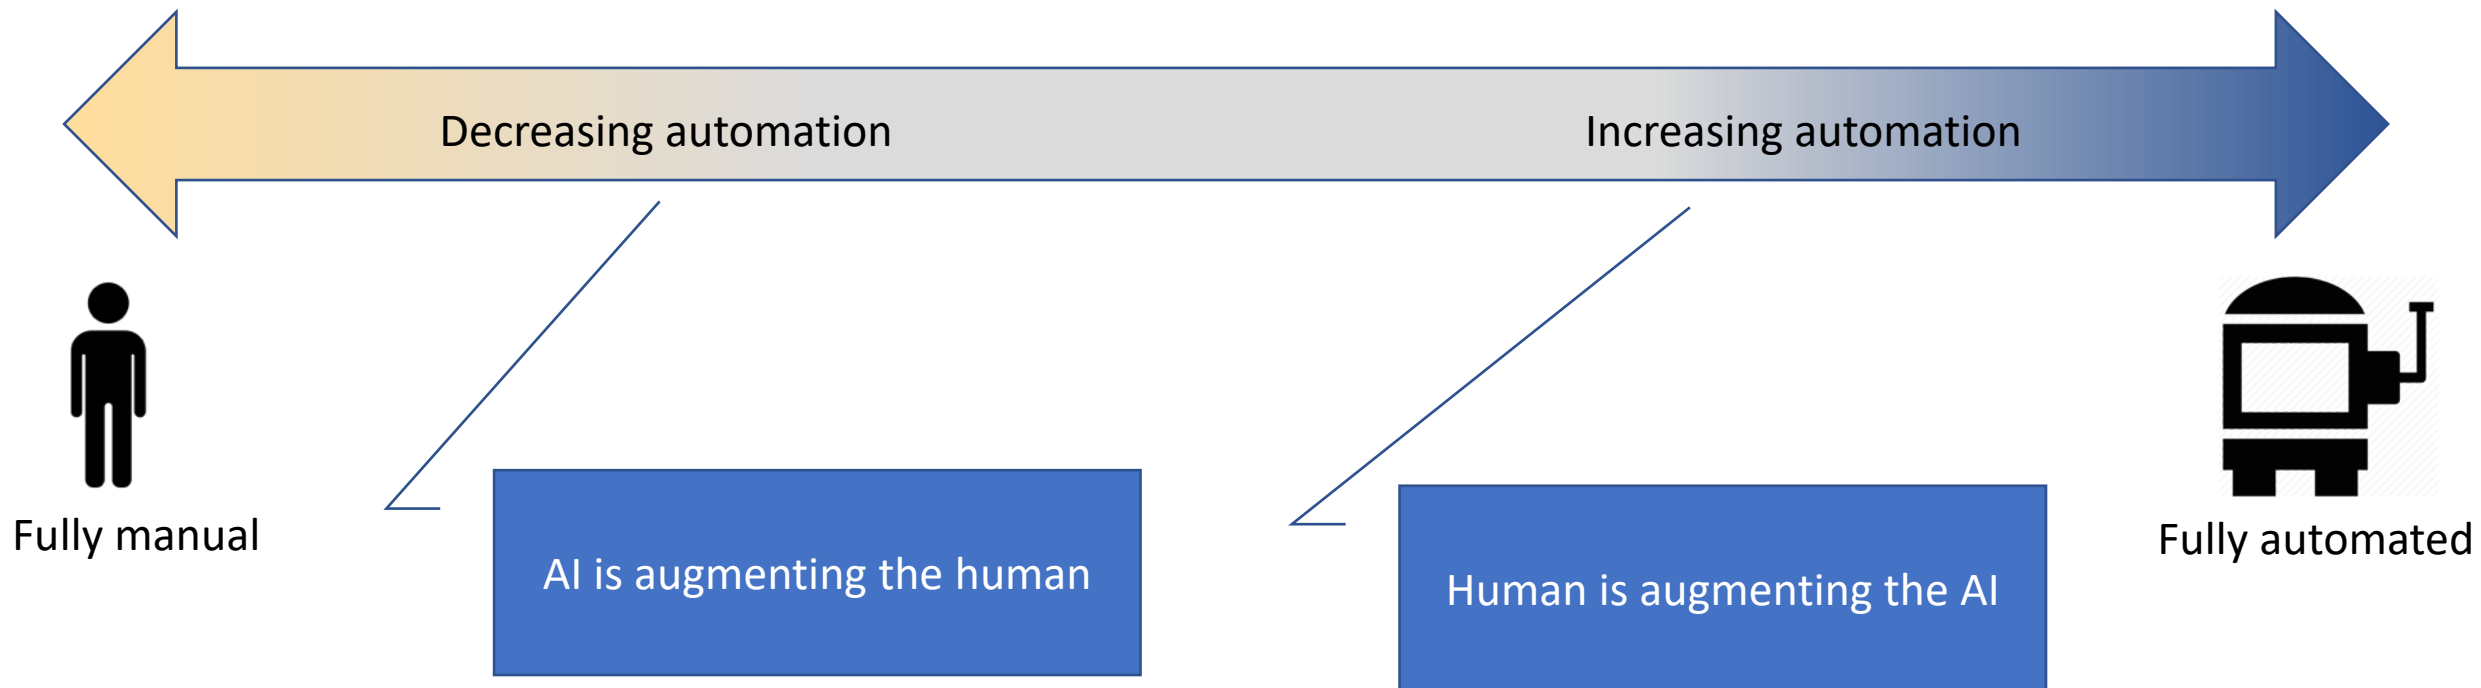 Decreasing automation
Increasing automation
Fully manual
Fully automated
AI is augmenting the human
Human is augmenting the AI